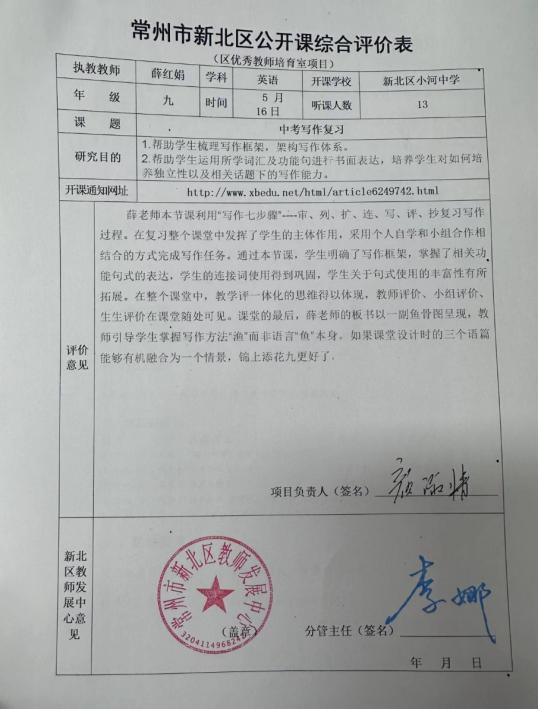 常州市新北区公开课综合评价表
（区优秀教师培育室项目）
执教教师 薛红娟 学科 英语 开课学校 新北区小河中学
年 级 九 时间 5 月 16日 听课人数 13
课 题 中考写作复习
研究目的 1.帮助学生梳理写作框架，架构写作体系。
2.帮助学生运用所学词汇及功能句进行书面表达，培养学生对如何培
养独立性以及相关话题下的写作能力。
开课通知网址 http://www.xbedu.net/html/article6249742.html
评价
意见
薛老师本节课利用“写作七步骤”----审、列、扩、连、写、评、抄复习写作
过程。在复习整个课堂中发挥了学生的主体作用，采用个人自学和小组合作相
结合的方式完成写作任务。通过本节课，学生明确了写作框架，掌握了相关功
能句式的表达，学生的连接词使用得到巩固，学生关于句式使用的丰富性有所
拓展。在整个课堂中，教学评一体化的思维得以体现，教师评价、小组评价、
生生评价在课堂随处可见。课堂的最后，薛老师的板书以一副鱼骨图呈现，教
师引导学生掌握写作方法“渔”而非语言“鱼”本身。如果课堂设计时的三个语篇
能够有机融合为一个情景，锦上添花九更好了.
项目负责人（签名）
新北
区教
师发
展中
心意
见
常州市新北区教师发展中心
（盖章）
分管主任（签名） 李娜
年 月 日